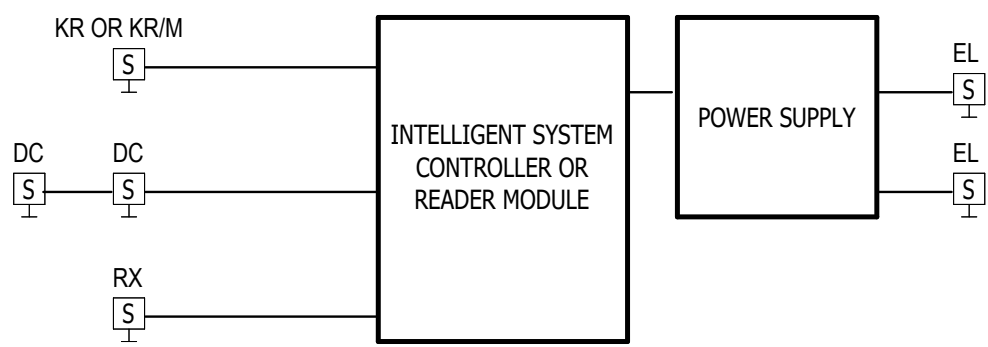 KR OR KR/M
S
DC
S
DC
S
RX
S
INTELLIGENT SYSTEM
CONTROLLER OR
READER MODULE
POWER SUPPLY
EL
S
EL
S